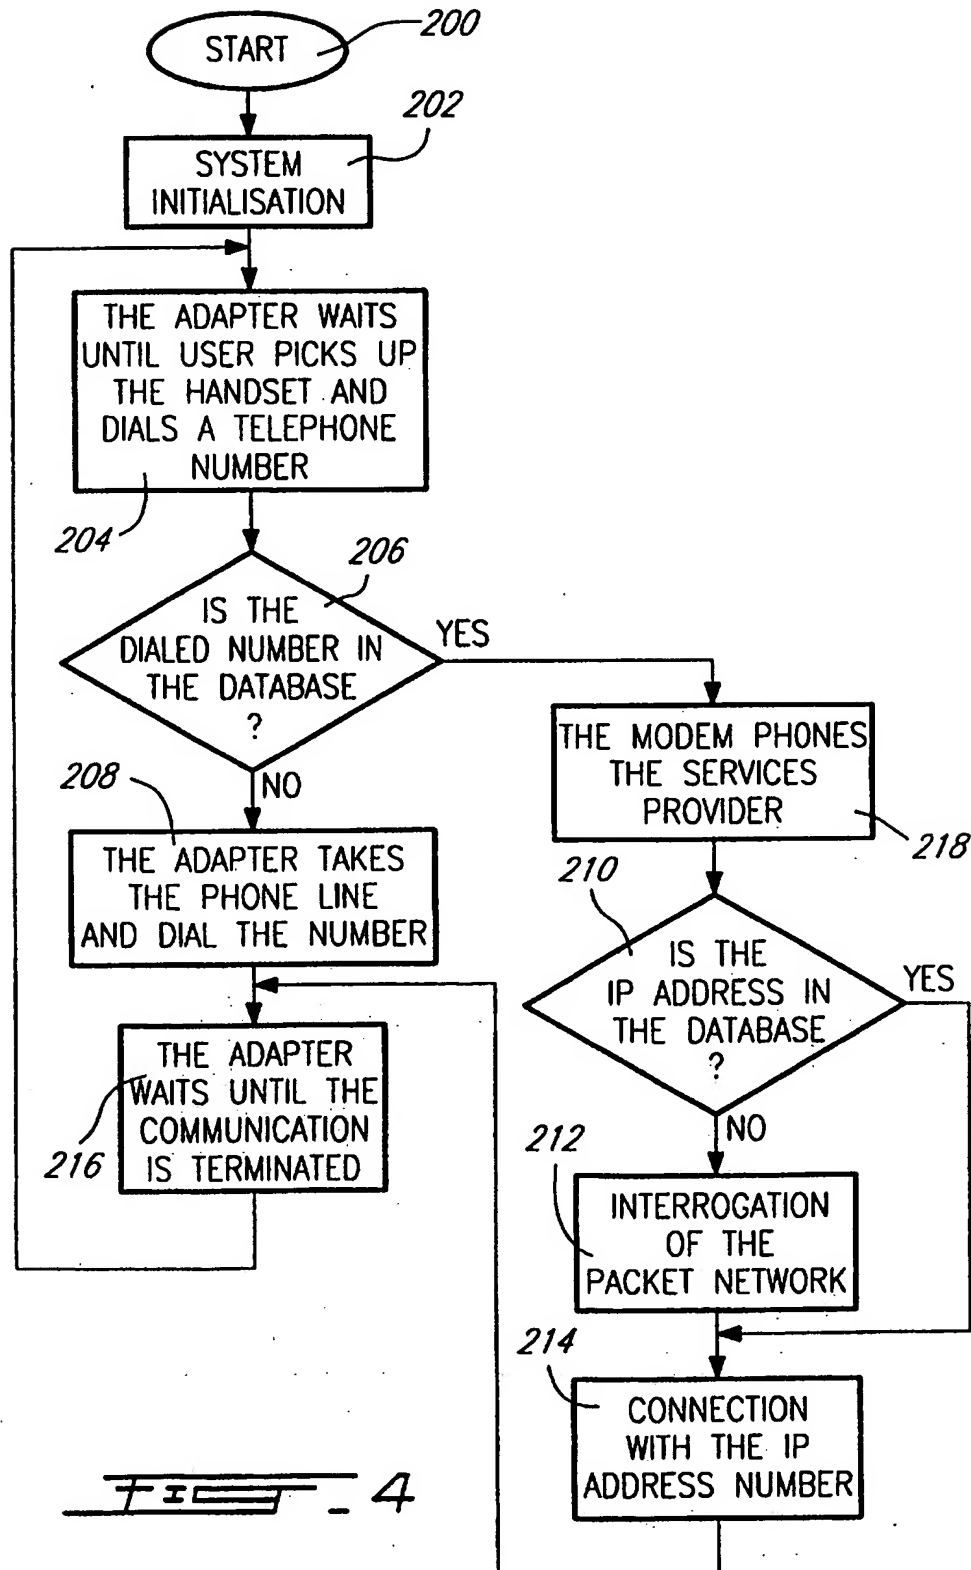 START
200
202
SYSTEM
INITIALISATION
THE ADAPTER WAITS
UNTIL USER PICKS UP
THE HANDSET AND
DIALS A TELEPHONE
NUMBER
204
206
IS THE
DIALED NUMBER IN
THE DATABASE
?
YES
NO
208
THE ADAPTER TAKES
THE PHONE LINE
AND DIAL THE NUMBER
THE ADAPTER
WAITS UNTIL THE
COMMUNICATION
IS TERMINATED
216
THE MODEM PHONES
THE SERVICES
PROVIDER
218
210
IS THE
IP ADDRESS IN
THE DATABASE
?
YES
NO
212
INTERROGATION
OF THE
PACKET NETWORK
214
CONNECTION
WITH THE IP
ADDRESS NUMBER
FIG. 4